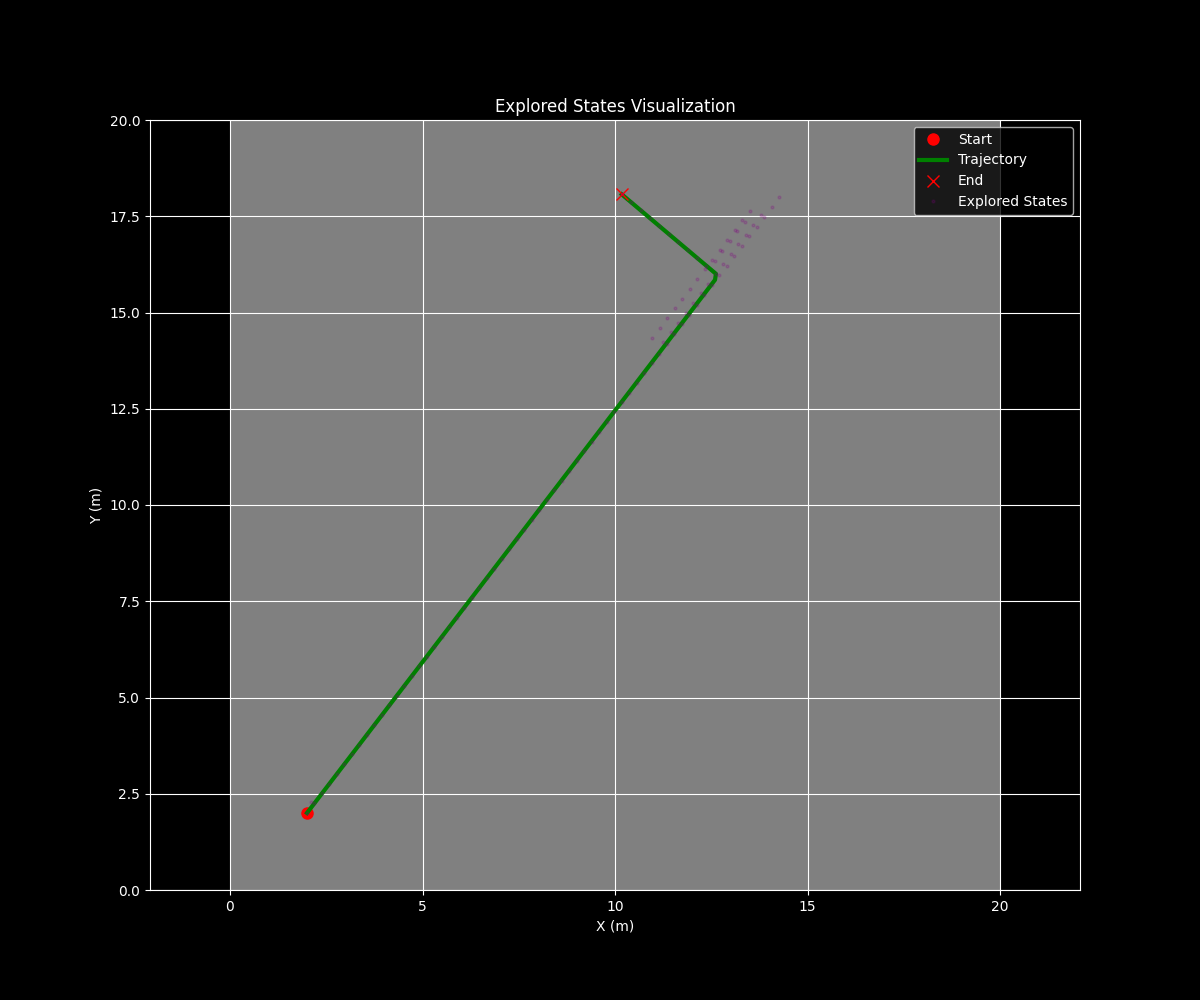 Explored States Visualization
Start
Trajectory
End
Explored States
20.0
17.5
15.0
12.5
10.0
7.5
5.0
2.5
0.0
Y (m)
0 5 10 15 20
X (m)